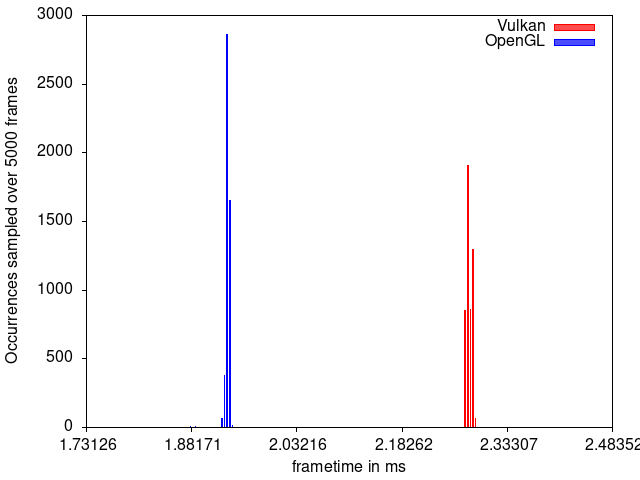 3000
Vulkan
OpenGL
2500
2000
1500
1000
500
0
Occurrences sampled over 5000 frames
1.73126 1.88171 2.03216 2.18262 2.33307 2.48352
frametime in ms